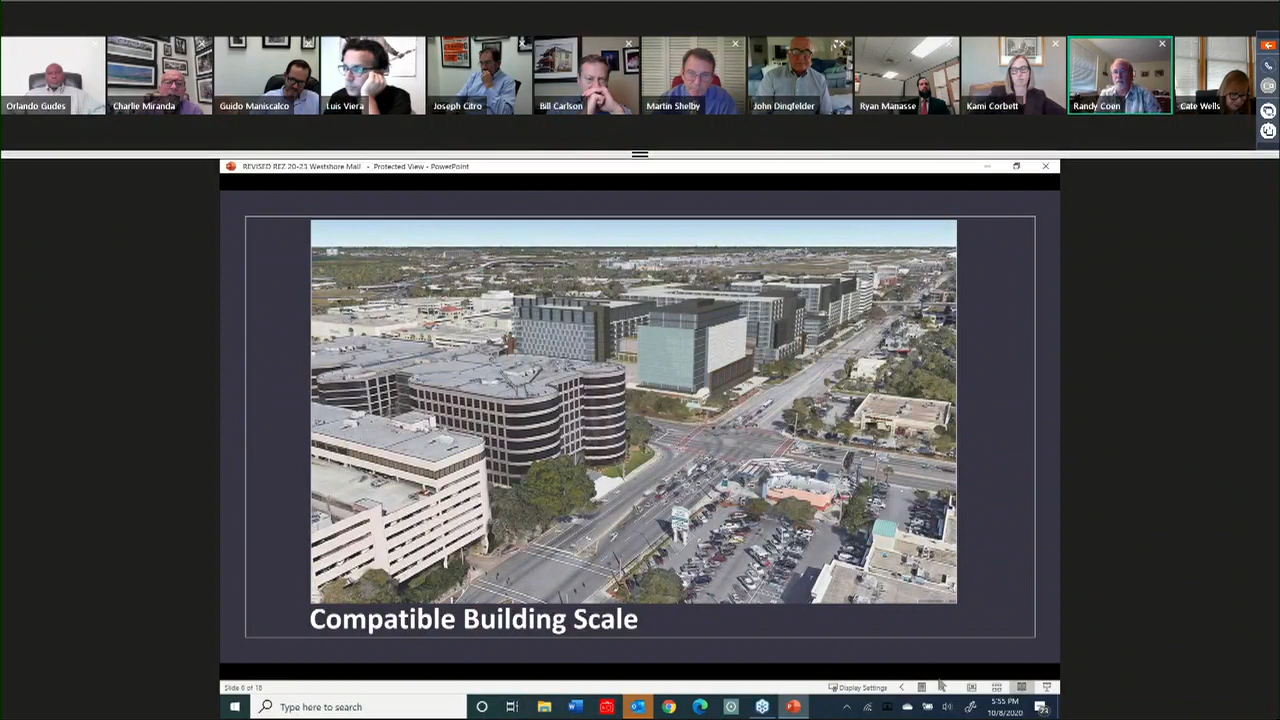 Orlando Gudes
Charlie Miranda
Guido Maniscalco
Luis Viera
Joseph Citro
Bill Carlson
Martin Shelby
John Dingfelder
Ryan Manasse
Kami Corbett
Randy Coen
Cate Wells
REVISED REZ 20-23 Westshore Mall - Protected View - PowerPoint
Compatible Building Scale
Slide 6 of 18
Display Settings
Type here to search
5:55 PM
10/8/2020